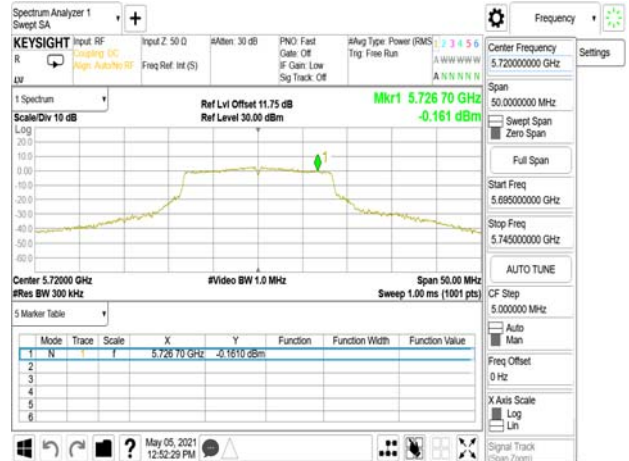 Spectrum Analyzer 1
Swept SA
+
Frequency
Settings
KEYSIGHT
Input: RF
Coupling: DC
Align: Auto/No RF
Input Z: 50 Ω
Freq Ref: Int (S)
#Atten: 30 dB
PNO: Fast
Gate: Off
IF Gain: Low
Sig Track: Off
#Avg Type: Power (RMS
Trig: Free Run
1 2 3 4 5 6
A W W W W W
A N N N N N
R
1 Spectrum
Scale/Div 10 dB
Ref Lvl Offset 11.75 dB
Ref Level 30.00 dBm
Mkr1 5.726 70 GHz
-0.161 dBm
Log
20.0
10.0
0.00
-10.0
-20.0
-30.0
-40.0
-50.0
-60.0
1
Center 5.72000 GHz
#Video BW 1.0 MHz
Span 50.00 MHz
#Res BW 300 kHz
Sweep 1.00 ms (1001 pts)
5 Marker Table
Mode Trace Scale X Y Function Function Width Function Value
1 N 1 f 5.726 70 GHz -0.1610 dBm
2
3
4
5
6
May 05, 2021
12:52:29 PM
Center Frequency
5.720000000 GHz
Span
50.0000000 MHz
Swept Span
Zero Span
Full Span
Start Freq
5.695000000 GHz
Stop Freq
5.745000000 GHz
AUTO TUNE
CF Step
5.000000 MHz
Auto
Man
Freq Offset
0 Hz
X Axis Scale
Log
Lin
Signal Track
(Span Zoom)